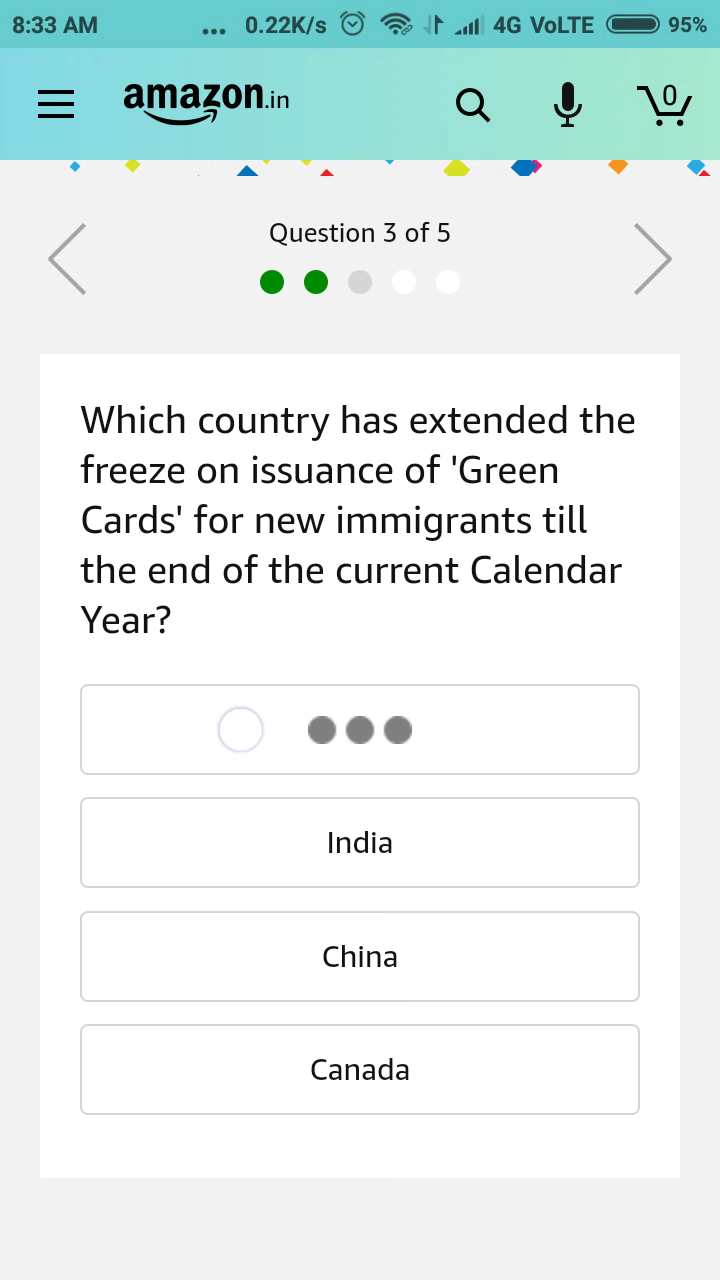 8:33 AM ... 0.22K/s 4G VoLTE 95%
amazon.in
0
Question 3 of 5
Which country has extended the
freeze on issuance of 'Green
Cards' for new immigrants till
the end of the current Calendar
Year?
India
China
Canada